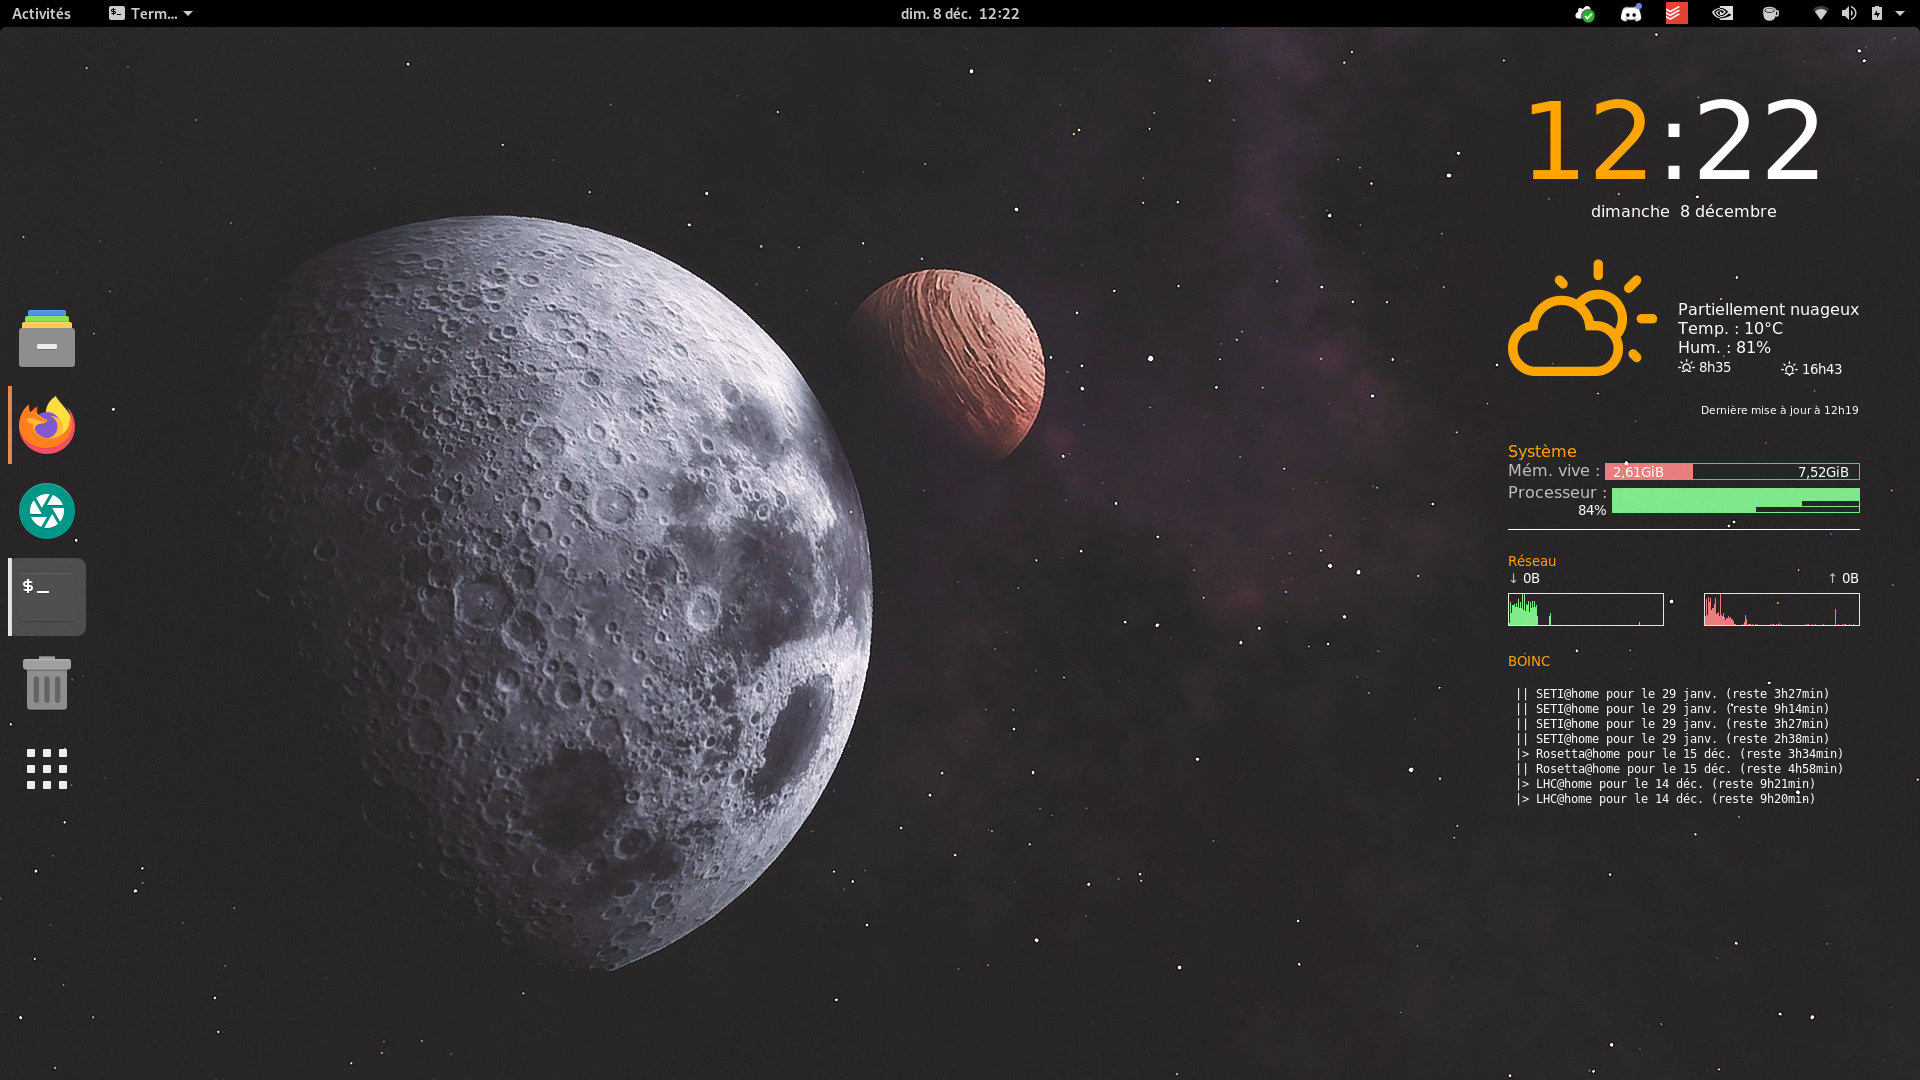 Activités Term... dim. 8 déc. 12:22
12:22
dimanche 8 décembre
Partiellement nuageux
Temp. : 10°C
Hum. : 81%
8h35 16h43
Dernière mise à jour à 12h19
Système
Mém. vive : 2,61GiB 7,52GiB
Processeur :
84%
Réseau
↓ 0B ↑ 0B
BOINC
|| SETI@home pour le 29 janv. (reste 3h27min)
|| SETI@home pour le 29 janv. (reste 9h14min)
|| SETI@home pour le 29 janv. (reste 3h27min)
|| SETI@home pour le 29 janv. (reste 2h38min)
|> Rosetta@home pour le 15 déc. (reste 3h34min)
|| Rosetta@home pour le 15 déc. (reste 4h58min)
|> LHC@home pour le 14 déc. (reste 9h21min)
|> LHC@home pour le 14 déc. (reste 9h20min)
$_